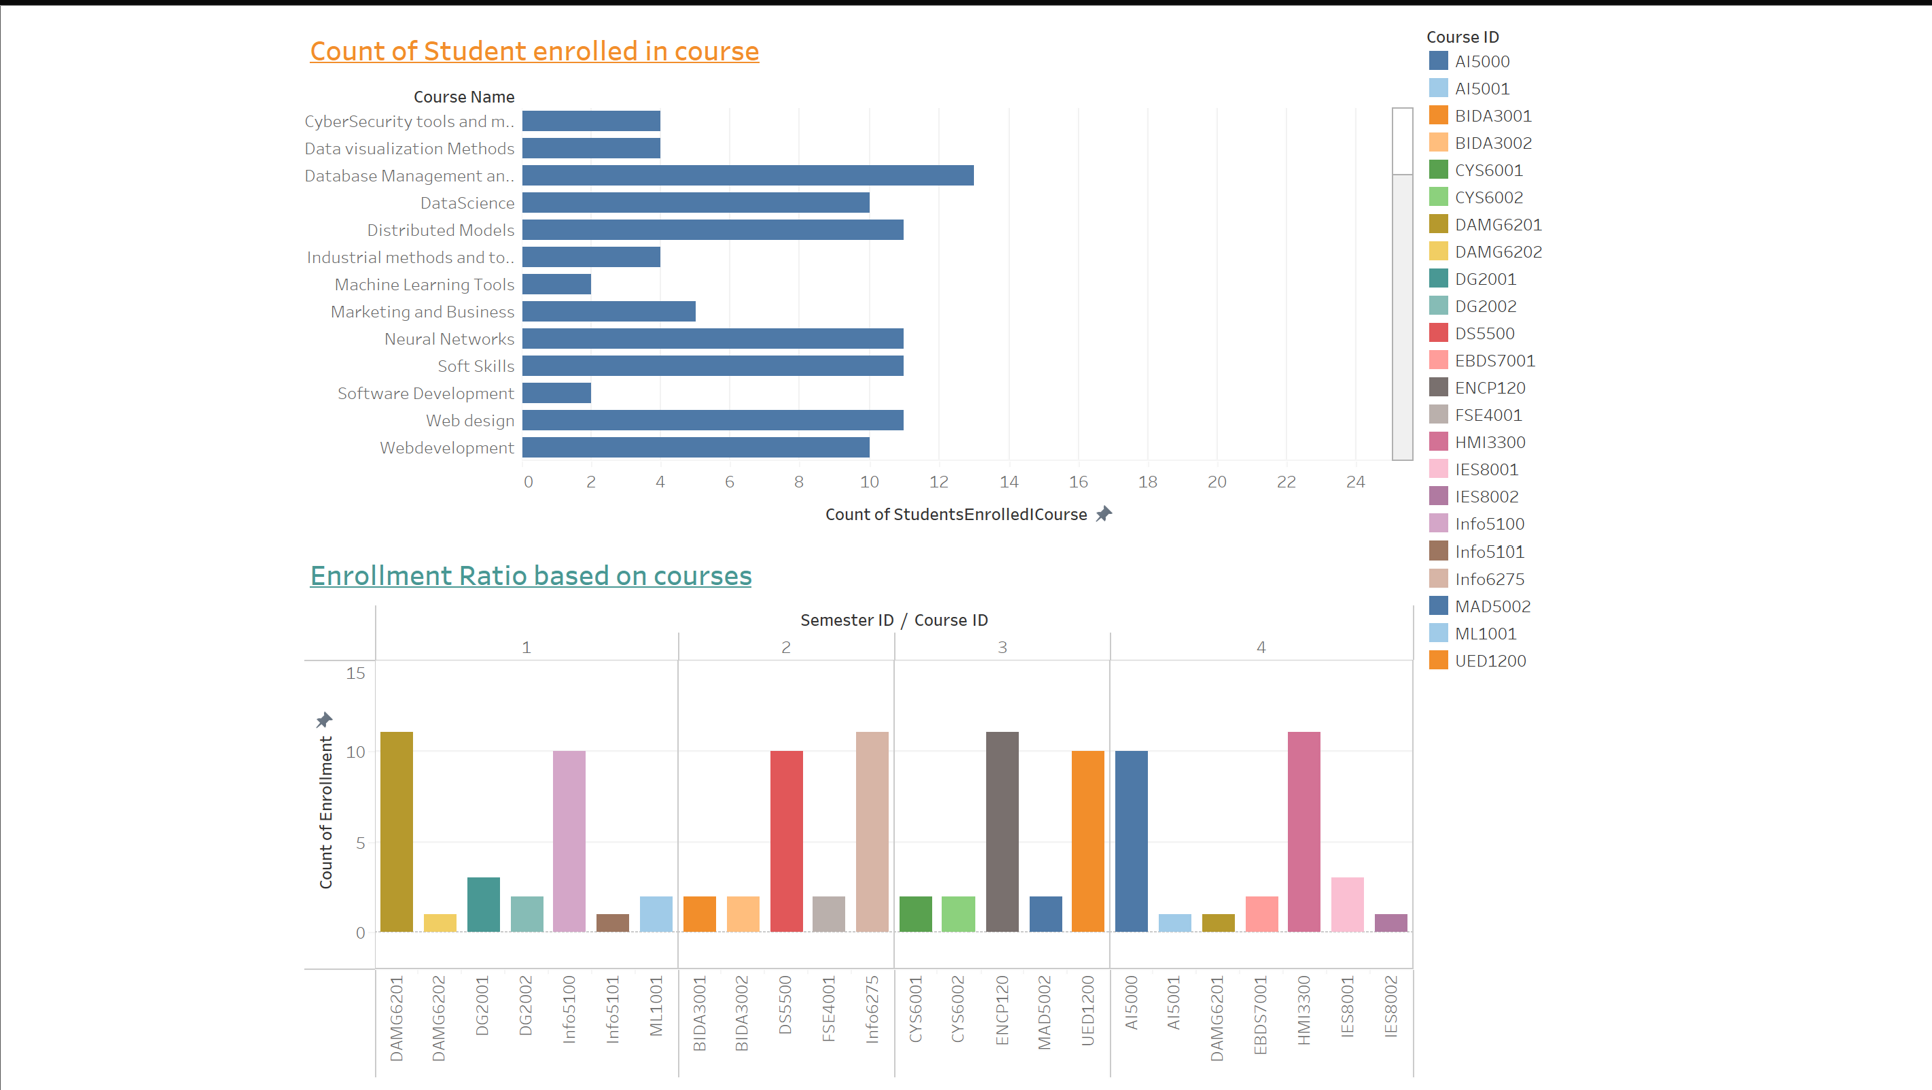 Count of Student enrolled in course
Course Name
CyberSecurity tools and m..
Data visualization Methods
Database Management an..
DataScience
Distributed Models
Industrial methods and to..
Machine Learning Tools
Marketing and Business
Neural Networks
Soft Skills
Software Development
Web design
Webdevelopment
0 2 4 6 8 10 12 14 16 18 20 22 24
Count of StudentsEnrolledICourse
Course ID
AI5000
AI5001
BIDA3001
BIDA3002
CYS6001
CYS6002
DAMG6201
DAMG6202
DG2001
DG2002
DS5500
EBDS7001
ENCP120
FSE4001
HMI3300
IES8001
IES8002
Info5100
Info5101
Info6275
MAD5002
ML1001
UED1200
Enrollment Ratio based on courses
Semester ID / Course ID
1 2 3 4
15
10
5
0
Count of Enrollment
DAMG6201
DAMG6202
DG2001
DG2002
Info5100
Info5101
ML1001
BIDA3001
BIDA3002
DS5500
FSE4001
Info6275
CYS6001
CYS6002
ENCP120
MAD5002
UED1200
AI5000
AI5001
DAMG6201
EBDS7001
HMI3300
IES8001
IES8002